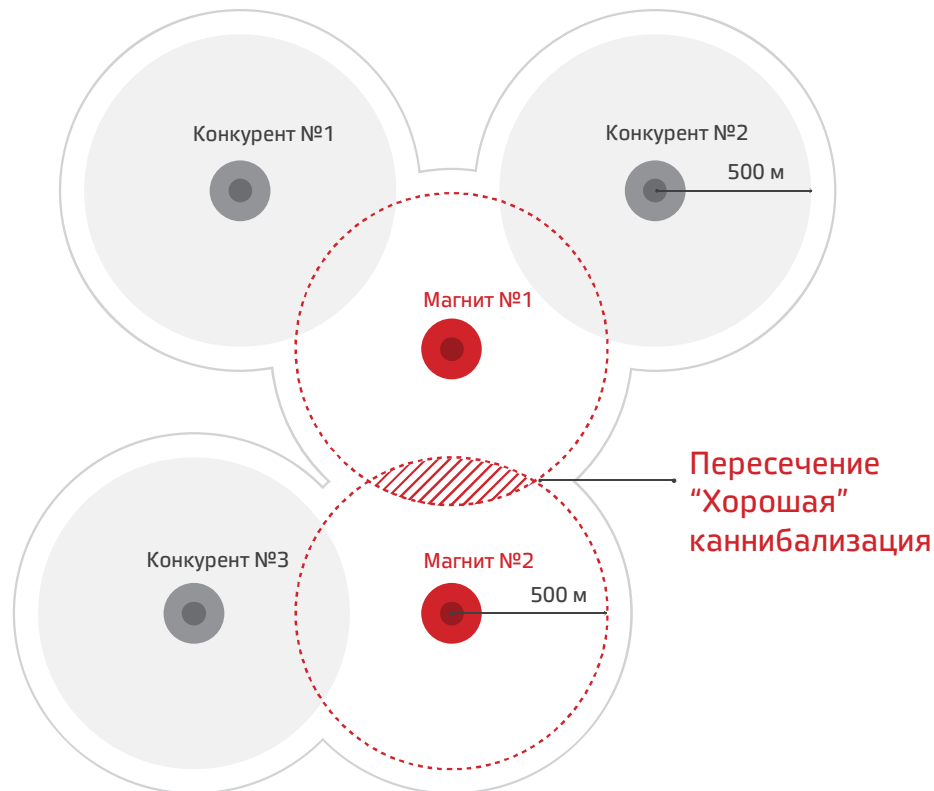 Конкурент №1
Конкурент №2
500 м
Магнит №1
Пересечение
“Хорошая”
каннибализация
Конкурент №3
Магнит №2
500 м